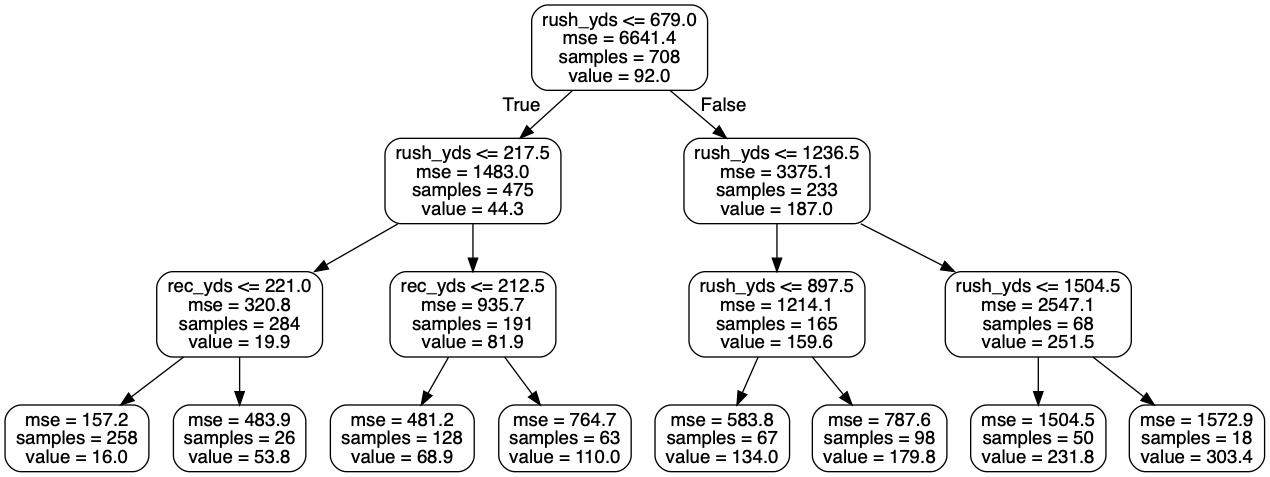 rush_yds <= 679.0
mse = 6641.4
samples = 708
value = 92.0
True
False
rush_yds <= 217.5
mse = 1483.0
samples = 475
value = 44.3
rush_yds <= 1236.5
mse = 3375.1
samples = 233
value = 187.0
rec_yds <= 221.0
mse = 320.8
samples = 284
value = 19.9
rec_yds <= 212.5
mse = 935.7
samples = 191
value = 81.9
rush_yds <= 897.5
mse = 1214.1
samples = 165
value = 159.6
rush_yds <= 1504.5
mse = 2547.1
samples = 68
value = 251.5
mse = 157.2
samples = 258
value = 16.0
mse = 483.9
samples = 26
value = 53.8
mse = 481.2
samples = 128
value = 68.9
mse = 764.7
samples = 63
value = 110.0
mse = 583.8
samples = 67
value = 134.0
mse = 787.6
samples = 98
value = 179.8
mse = 1504.5
samples = 50
value = 231.8
mse = 1572.9
samples = 18
value = 303.4